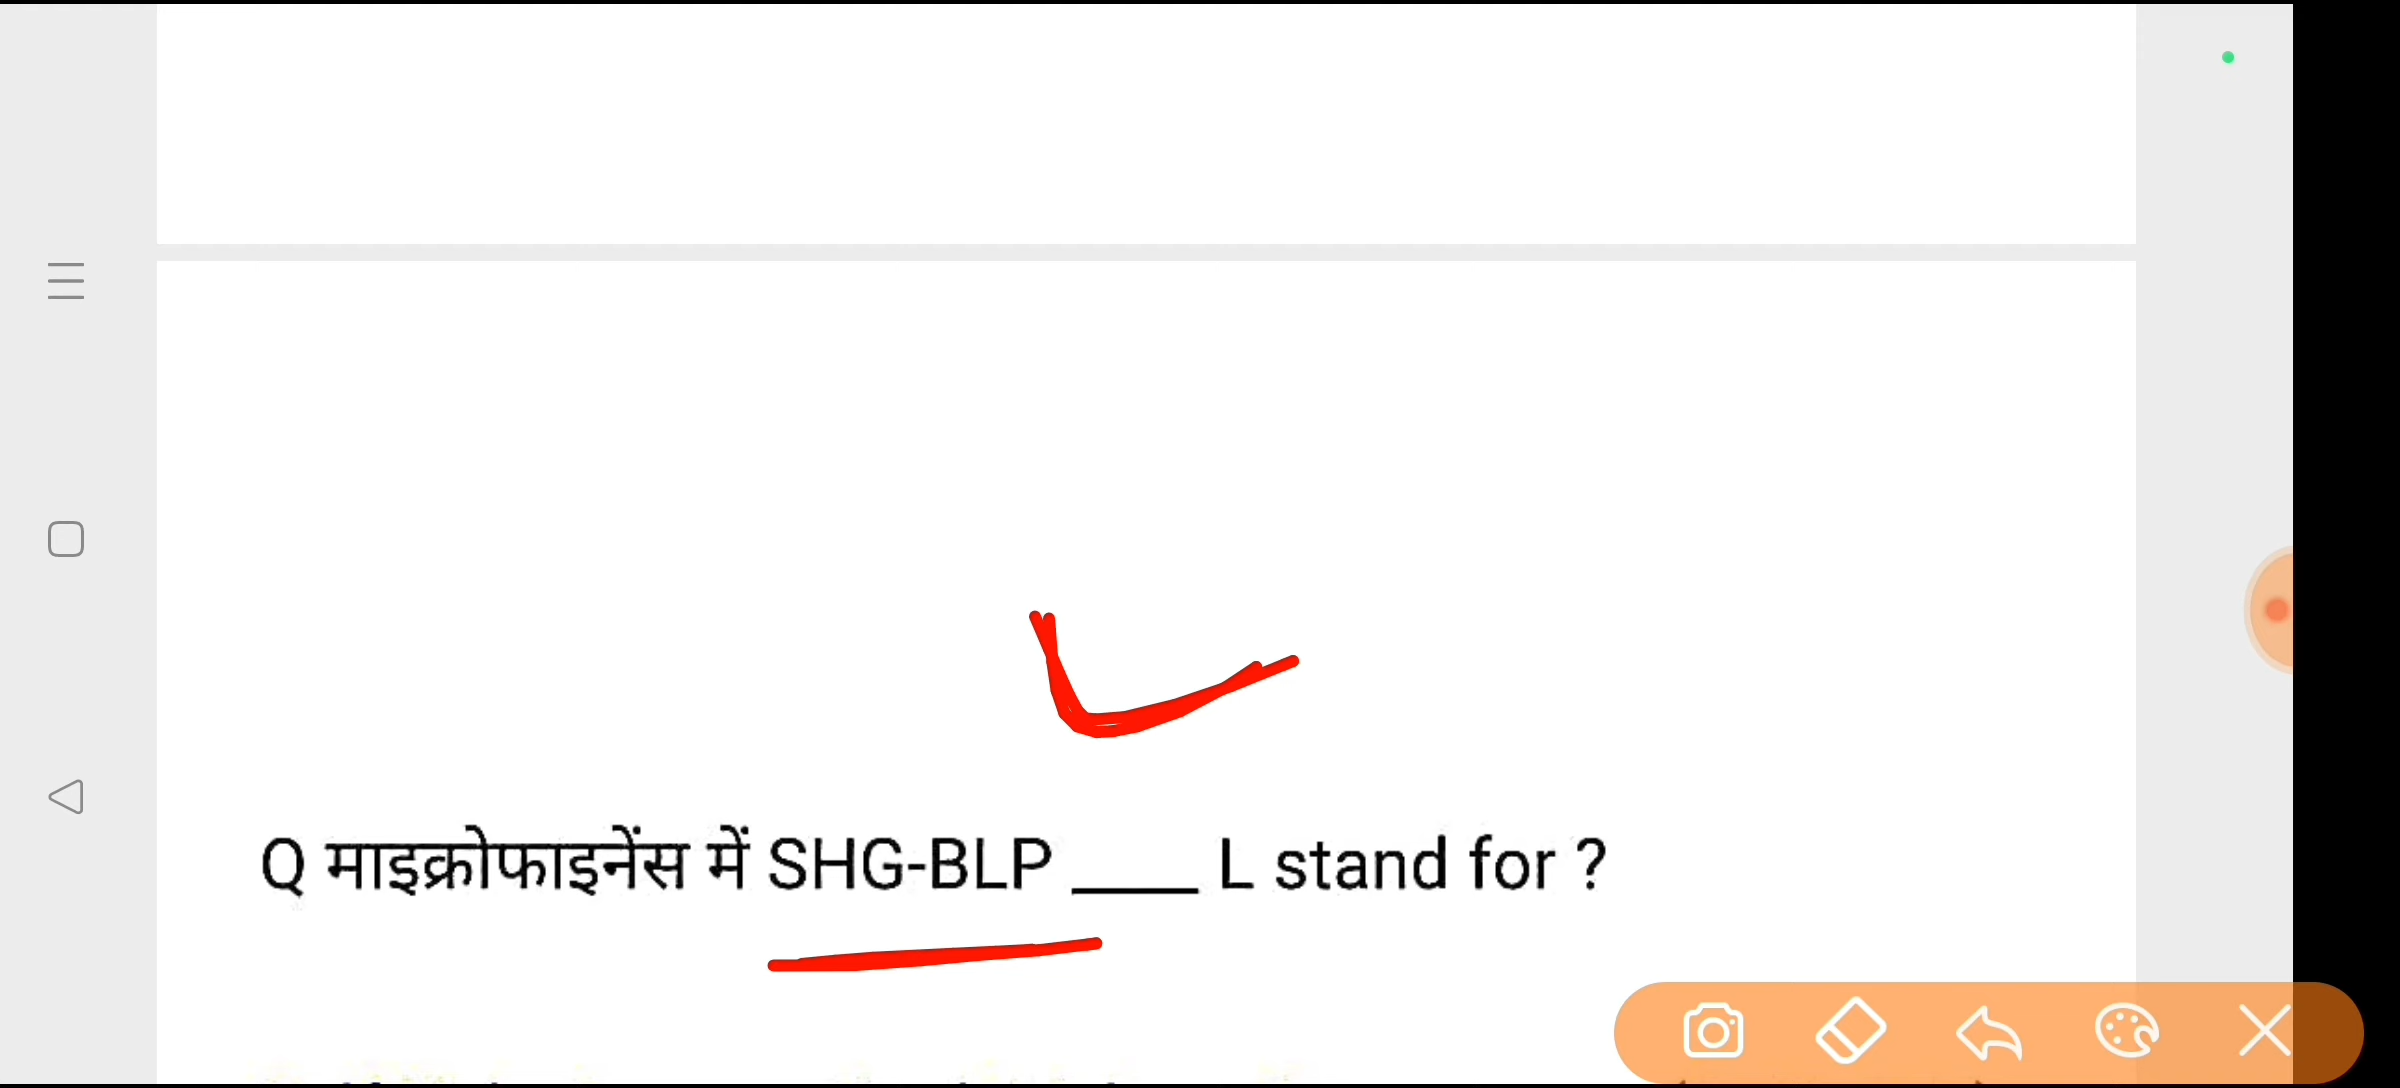 Q माइक्रोफाइनेंस में SHG-BLP ____ L stand for ?